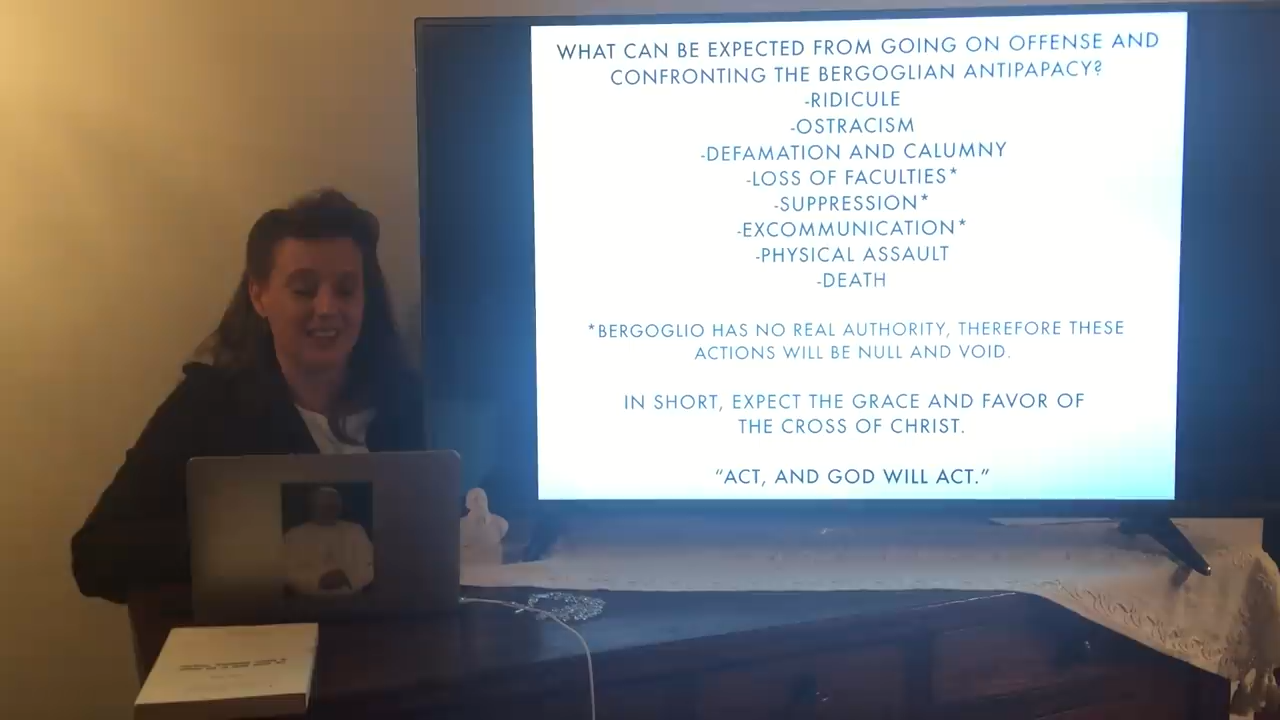 WHAT CAN BE EXPECTED FROM GOING ON OFFENSE AND
CONFRONTING THE BERGOGLIAN ANTIPAPACY?
-RIDICULE
-OSTRACISM
-DEFAMATION AND CALUMNY
-LOSS OF FACULTIES*
-SUPPRESSION*
-EXCOMMUNICATION*
-PHYSICAL ASSAULT
-DEATH
*BERGOGLIO HAS NO REAL AUTHORITY, THEREFORE THESE
ACTIONS WILL BE NULL AND VOID.
IN SHORT, EXPECT THE GRACE AND FAVOR OF
THE CROSS OF CHRIST.
“ACT, AND GOD WILL ACT.”